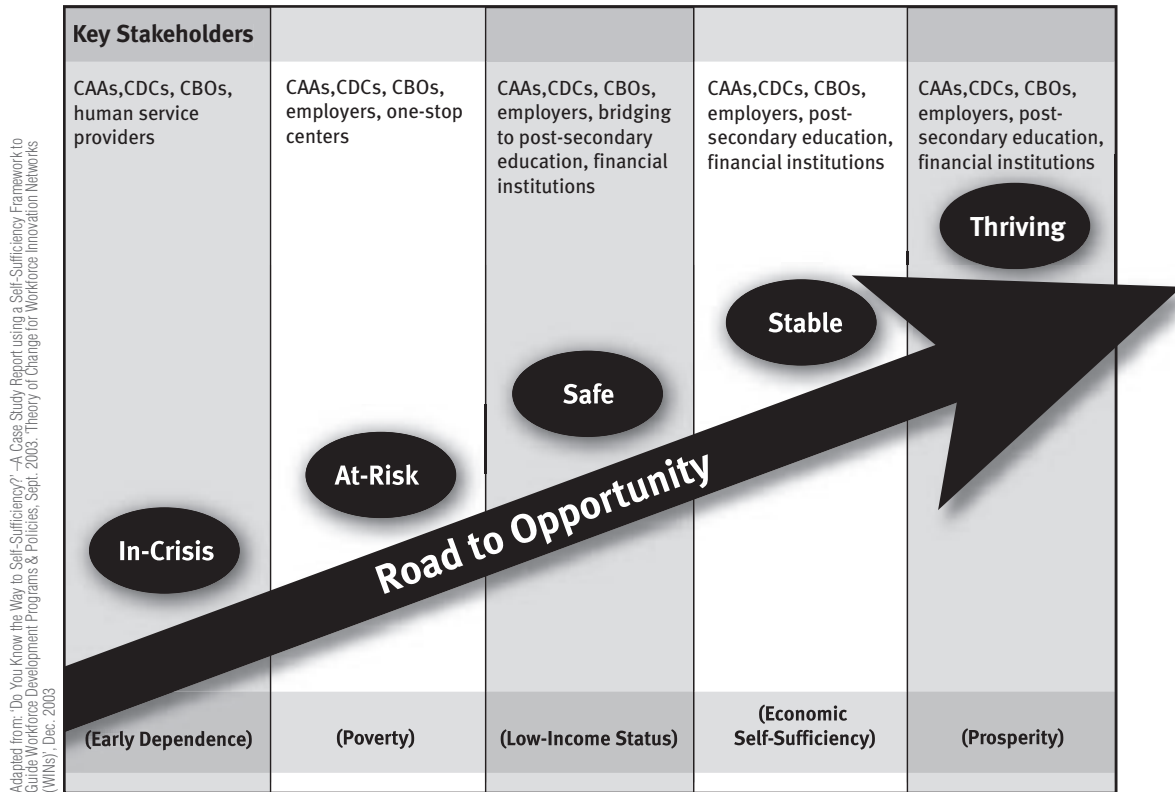 Key Stakeholders
CAAs,CDCs, CBOs,
human service
providers
CAAs,CDCs, CBOs,
employers, one-stop
centers
CAAs,CDCs, CBOs,
employers, bridging
to post-secondary
education, financial
institutions
CAAs,CDCs, CBOs,
employers, post-
secondary education,
financial institutions
CAAs,CDCs, CBOs,
employers, post-
secondary education,
financial institutions
In-Crisis
At-Risk
Safe
Stable
Thriving
Road to Opportunity
(Early Dependence)
(Poverty)
(Low-Income Status)
(Economic
Self-Sufficiency)
(Prosperity)
Adapted from: 'Do You Know the Way to Self-Sufficiency?' –A Case Study Report using a Self-Sufficiency Framework to
Guide Workforce Development Programs & Policies, Sept. 2003. 'Theory of Change for Workforce Innovation Networks
(WINs)', Dec. 2003